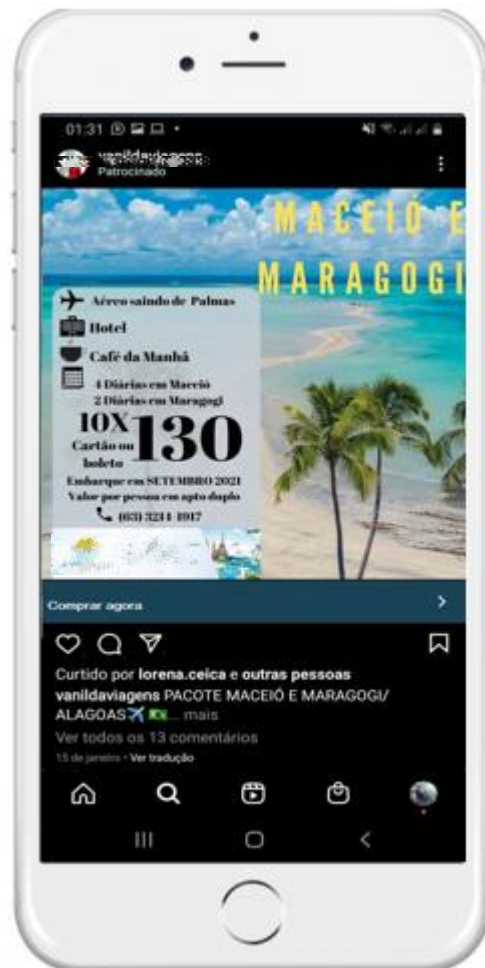 01:31
vanildaviagens
Patrocinado
MACEIÓ E
MARAGOGI
Aéreo saindo de Palmas
Hotel
Café da Manhã
4 Diárias em Maceió
2 Diárias em Maragogi
10X
Cartão ou
boleto
130
Embarque em SETEMBRO 2021
Valor por pessoa em apto duplo
(63) 3214-4917
Comprar agora
Curtido por lorena.ceica e outras pessoas
vanildaviagens PACOTE MACEIÓ E MARAGOGI/
ALAGOAS ... mais
Ver todos os 13 comentários
15 de janeiro • Ver tradução